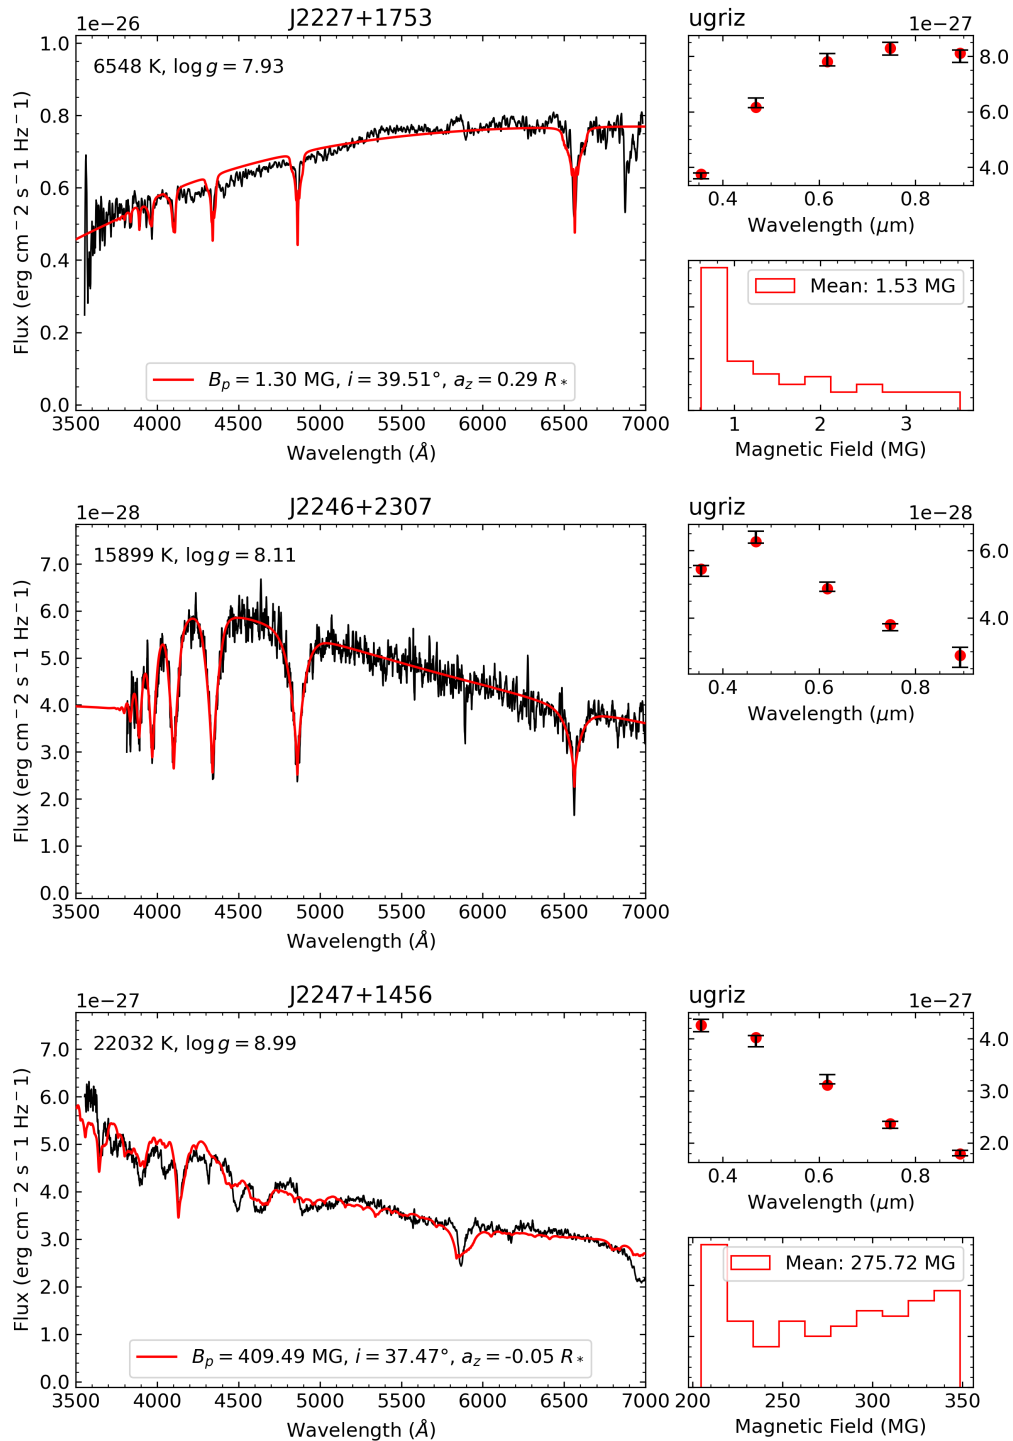 J2227+1753
1e−26
6548 K, log g = 7.93
Flux (erg cm−2 s−1 Hz−1)
1.0
0.8
0.6
0.4
0.2
0.0
B_p = 1.30 MG, i = 39.51°, a_z = 0.29 R_*
3500 4000 4500 5000 5500 6000 6500 7000
Wavelength (Å)
ugriz
1e−27
8.0
6.0
4.0
0.4 0.6 0.8
Wavelength (μm)
Mean: 1.53 MG
1 2 3
Magnetic Field (MG)
J2246+2307
1e−28
15899 K, log g = 8.11
Flux (erg cm−2 s−1 Hz−1)
7.0
6.0
5.0
4.0
3.0
2.0
1.0
0.0
3500 4000 4500 5000 5500 6000 6500 7000
Wavelength (Å)
ugriz
1e−28
6.0
4.0
0.4 0.6 0.8
Wavelength (μm)
J2247+1456
1e−27
22032 K, log g = 8.99
Flux (erg cm−2 s−1 Hz−1)
7.0
6.0
5.0
4.0
3.0
2.0
1.0
0.0
B_p = 409.49 MG, i = 37.47°, a_z = -0.05 R_*
3500 4000 4500 5000 5500 6000 6500 7000
Wavelength (Å)
ugriz
1e−27
4.0
3.0
2.0
0.4 0.6 0.8
Wavelength (μm)
Mean: 275.72 MG
200 250 300 350
Magnetic Field (MG)